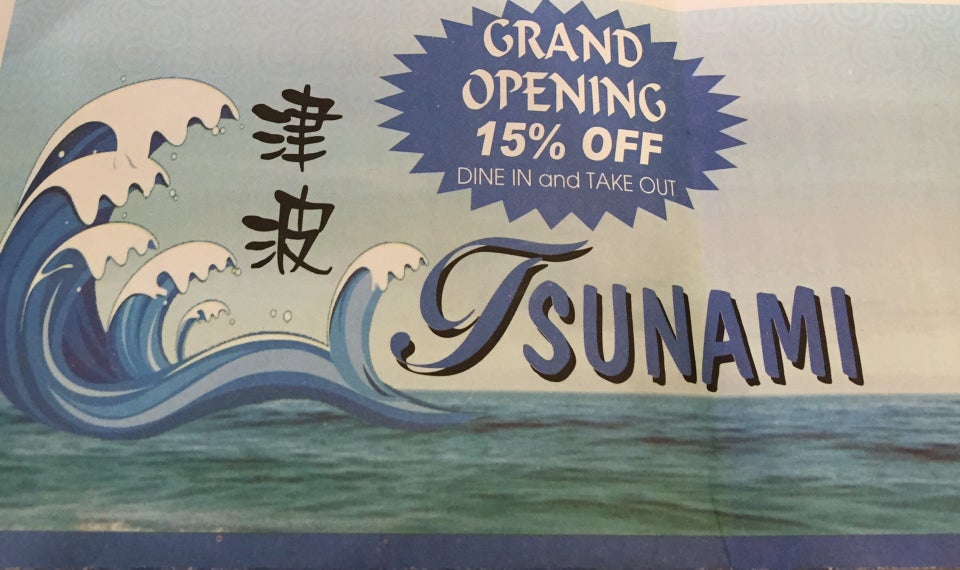 GRAND
OPENING
15% OFF
DINE IN and TAKE OUT
津波
TSUNAMI